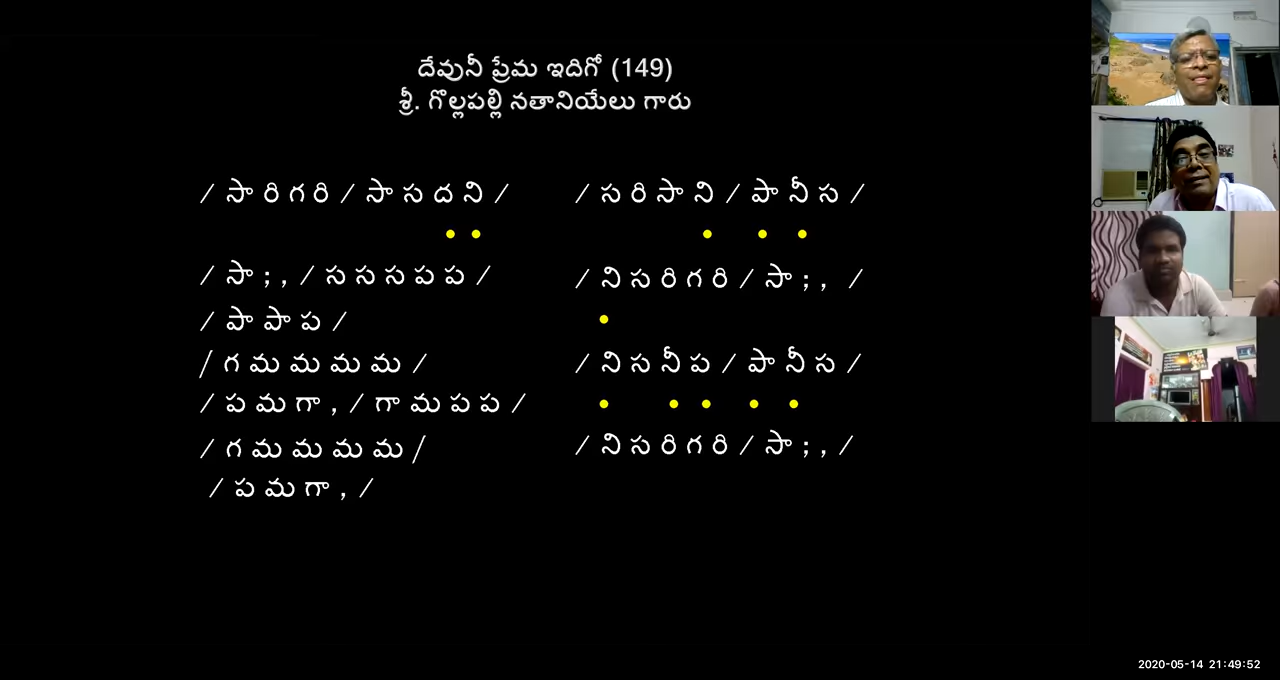 దేవునీ ప్రేమ ఇదిగో (149)
శ్రీ. గొల్లపల్లి నతానియేలు గారు
/ సా రి గ రి / సా స ద ని /
/ సా ; , / స స స ప ప /
/ పా పా ప /
/ గ మ మ మ మ /
/ ప మ గా , / గా మ ప ప /
/ గ మ మ మ మ /
/ ప మ గా , /
/ స రి సా ని / పా నీ స /
/ ని స రి గ రి / సా ; , /
/ ని స నీ ప / పా నీ స /
/ ని స రి గ రి / సా ; , /
2020-05-14 21:49:52